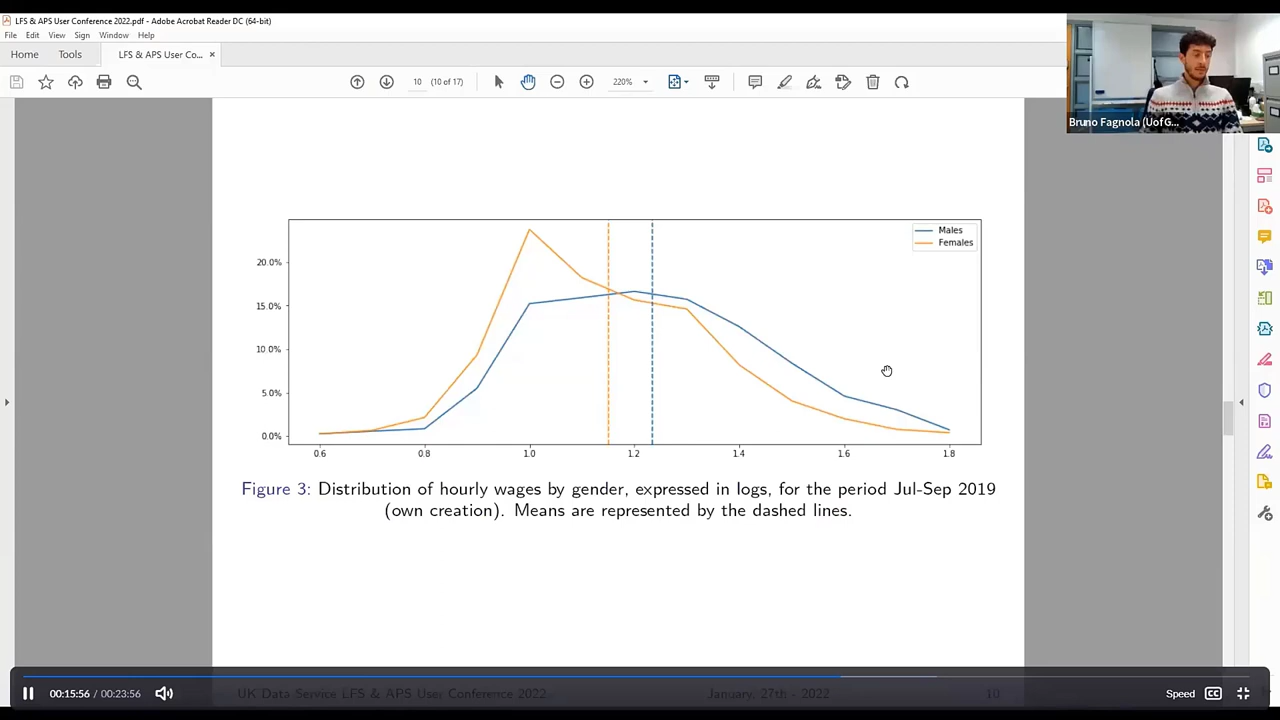 LFS & APS User Conference 2022.pdf - Adobe Acrobat Reader DC (64-bit)
File Edit View Sign Window Help
Home Tools LFS & APS User Co... ×
10 (10 of 17) 220%
Bruno Fagnola (UofG...
Males
Females
20.0%
15.0%
10.0%
5.0%
0.0%
0.6 0.8 1.0 1.2 1.4 1.6 1.8
Figure 3: Distribution of hourly wages by gender, expressed in logs, for the period Jul-Sep 2019
(own creation). Means are represented by the dashed lines.
00:15:56 / 00:23:56 Speed CC
UK Data Service LFS & APS User Conference 2022 January, 27th - 2022 10